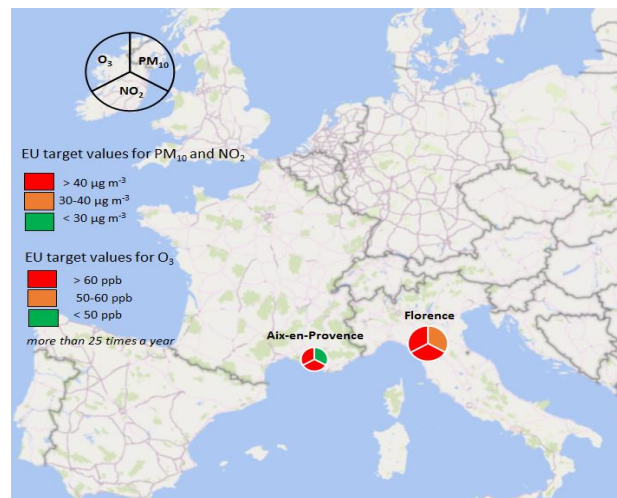 O₃
PM₁₀
NO₂
EU target values for PM₁₀ and NO₂
> 40 µg m⁻³
30-40 µg m⁻³
< 30 µg m⁻³
EU target values for O₃
> 60 ppb
50-60 ppb
< 50 ppb
more than 25 times a year
Florence
Aix-en-Provence